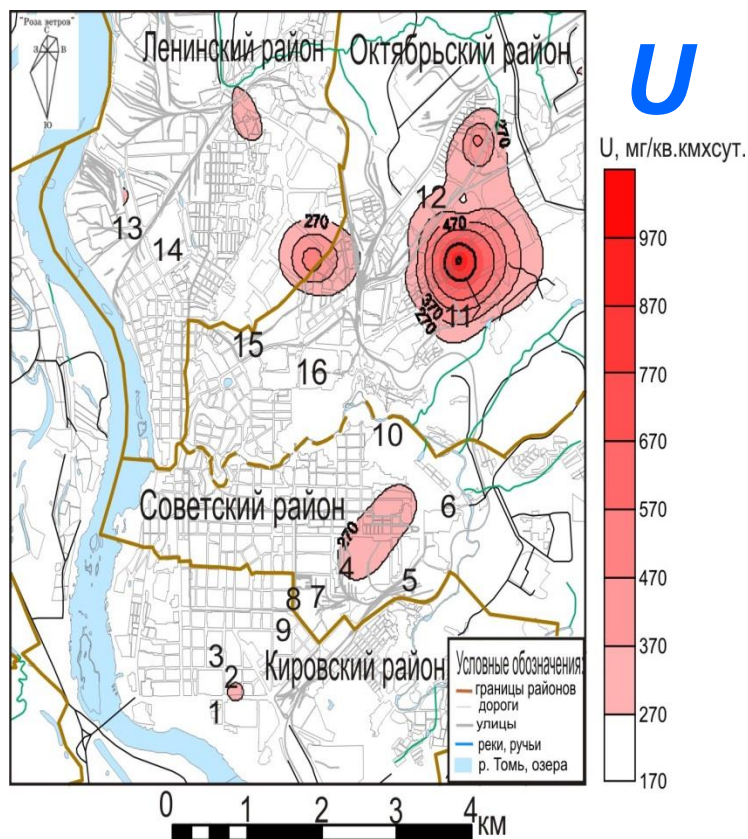 "Роза ветров"
С
З В
Ю
Ленинский район
Октябрьский район
U
U, мг/кв.кмхсут.
270
12
13
14
270
470
970
870
370
270
11
770
15
16
670
10
570
Советский район
6
270
4
5
470
8 7
9
370
3
2
Кировский район
1
270
170
Условные обозначения:
границы районов
дороги
улицы
реки, ручьи
р. Томь, озера
0 1 2 3 4
км